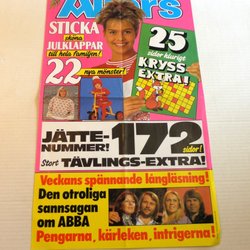 Allers
STICKA
sköna
JULKLAPPAR
till hela familjen!
22 nya mönster!
25
sidor klurigt
KRYSS
EXTRA!
JÄTTE-
NUMMER! 172 sidor!
Stort TÄVLINGS-EXTRA!
Veckans spännande långläsning!
Den otroliga
sannsagan
om ABBA
Pengarna, kärleken, intrigerna!